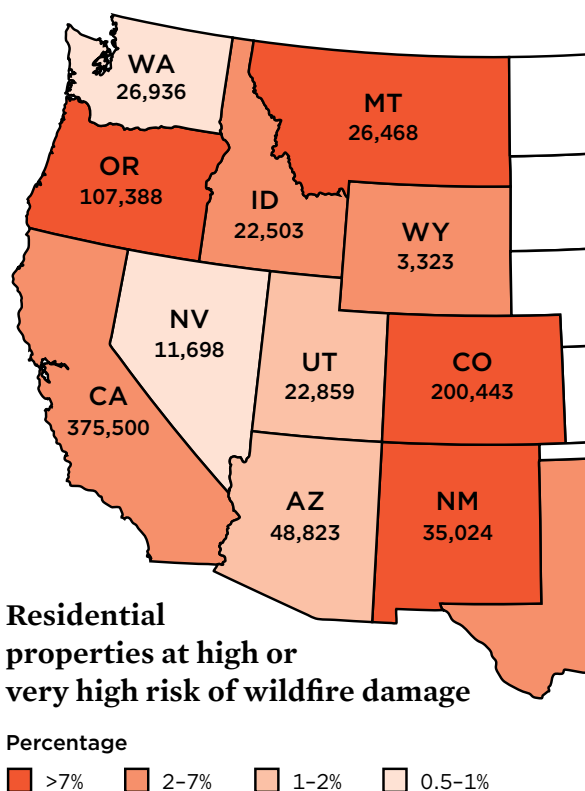 WA
26,936
MT
26,468
OR
107,388
ID
22,503
WY
3,323
NV
11,698
UT
22,859
CO
200,443
CA
375,500
AZ
48,823
NM
35,024
Residential
properties at high or
very high risk of wildfire damage
Percentage
>7% 2–7% 1–2% 0.5–1%